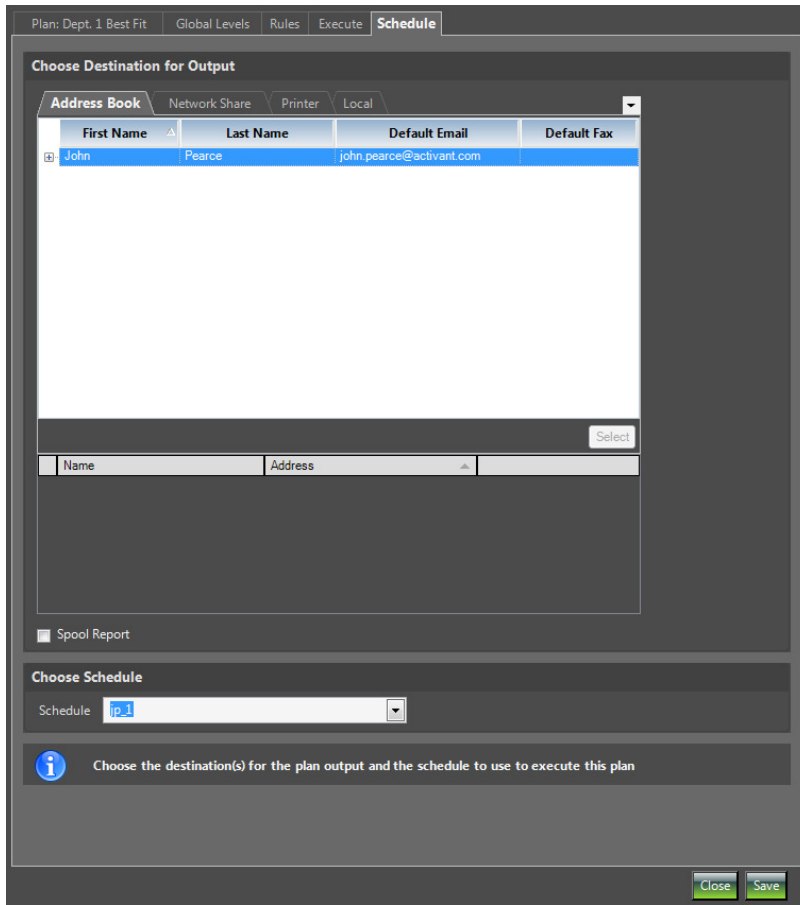 Plan: Dept. 1 Best Fit Global Levels Rules Execute Schedule
Choose Destination for Output
Address Book Network Share Printer Local
First Name Last Name Default Email Default Fax
John Pearce john.pearce@activant.com
Select
Name Address
Spool Report
Choose Schedule
Schedule jp_1
Choose the destination(s) for the plan output and the schedule to use to execute this plan
Close Save